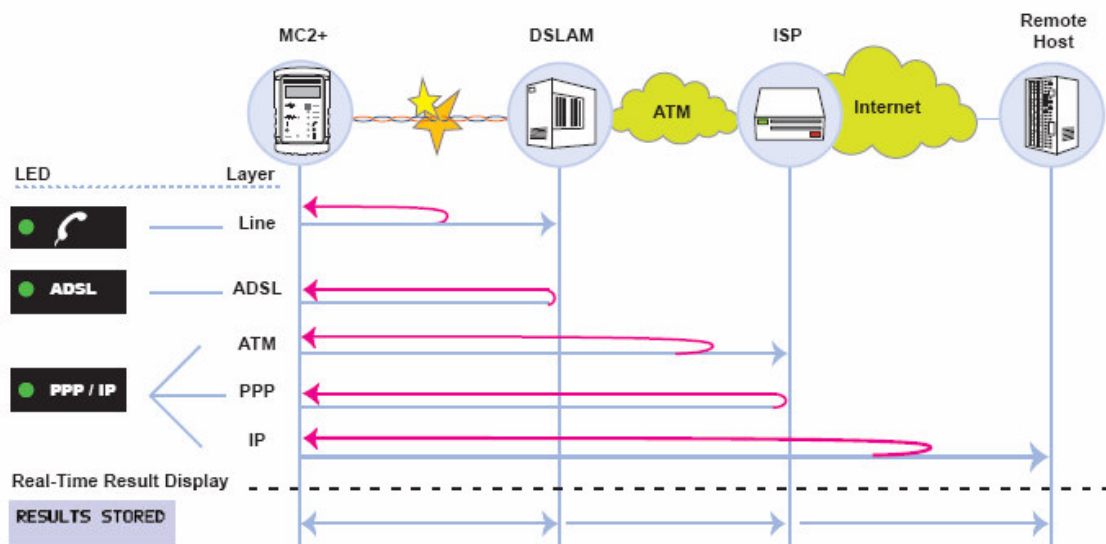 MC2+
DSLAM
ISP
Remote
Host
ATM
Internet
LED
Layer
Line
ADSL
ADSL
ATM
PPP / IP
PPP
IP
Real-Time Result Display
RESULTS STORED